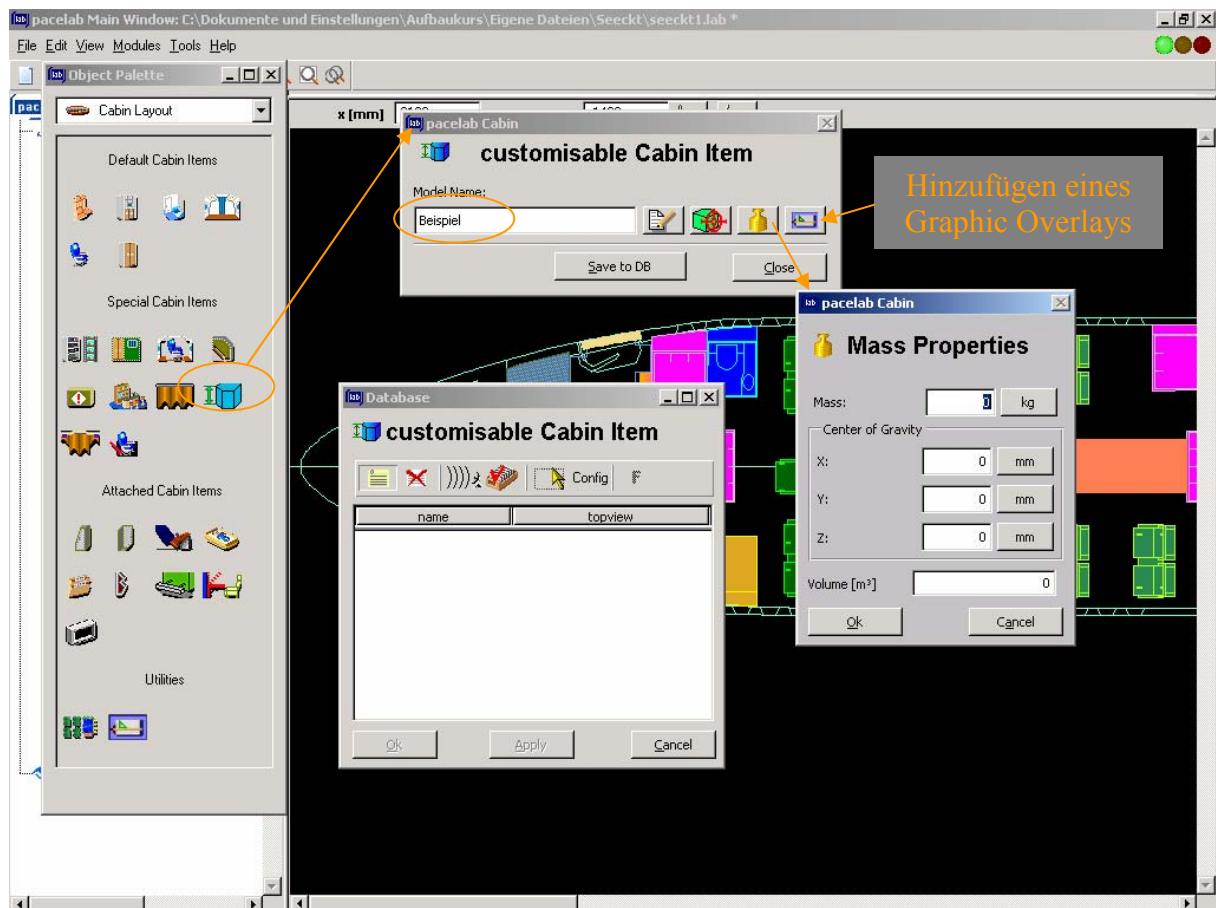 pacelab Main Window: C:\Dokumente und Einstellungen\Aufbaukurs\Eigene Dateien\Seeckt\seeckt1.lab *
File Edit View Modules Tools Help
Object Palette
Cabin Layout
Default Cabin Items
Special Cabin Items
Attached Cabin Items
Utilities
pac
x [mm]
pacelab Cabin
customisable Cabin Item
Model Name:
Beispiel
Save to DB
Close
Hinzufügen eines
Graphic Overlays
Database
customisable Cabin Item
Config F
name topview
Ok Apply Cancel
pacelab Cabin
Mass Properties
Mass: 0 kg
Center of Gravity
X: 0 mm
Y: 0 mm
Z: 0 mm
Volume [m³] 0
Ok Cancel